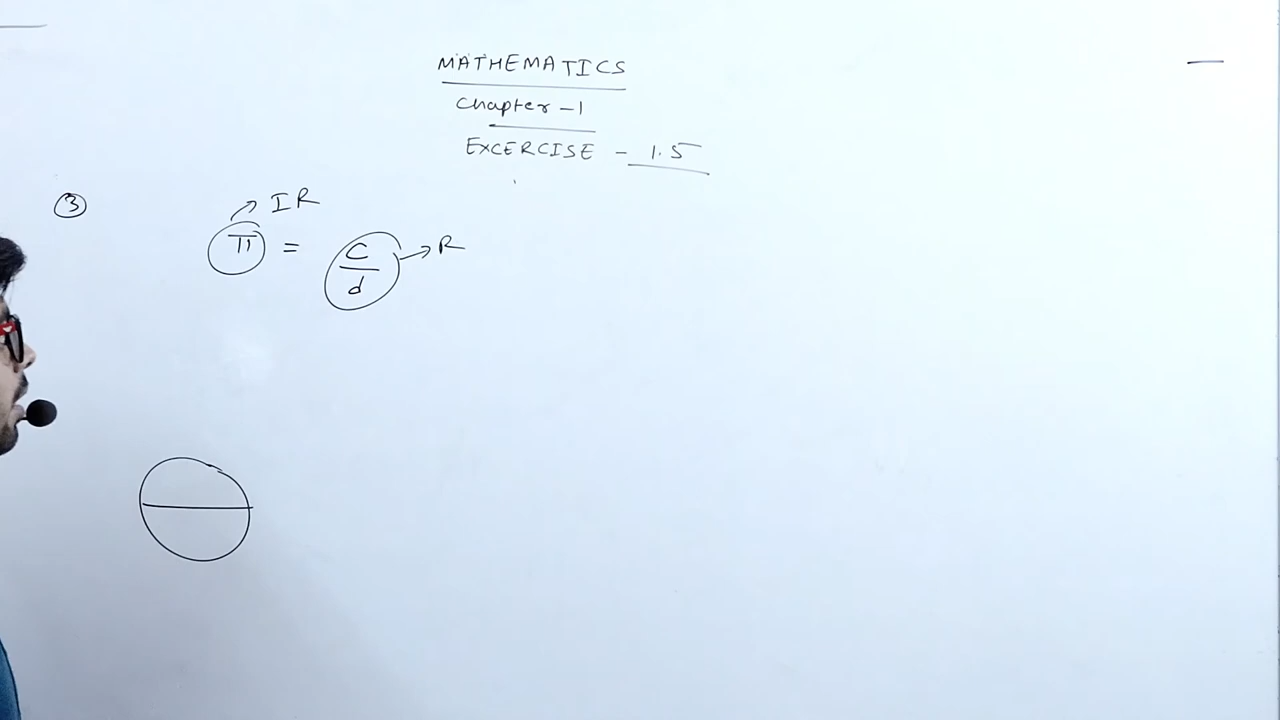 MATHEMATICS
Chapter - 1
EXCERCISE - 1.5
③
π = C/d
IR
R